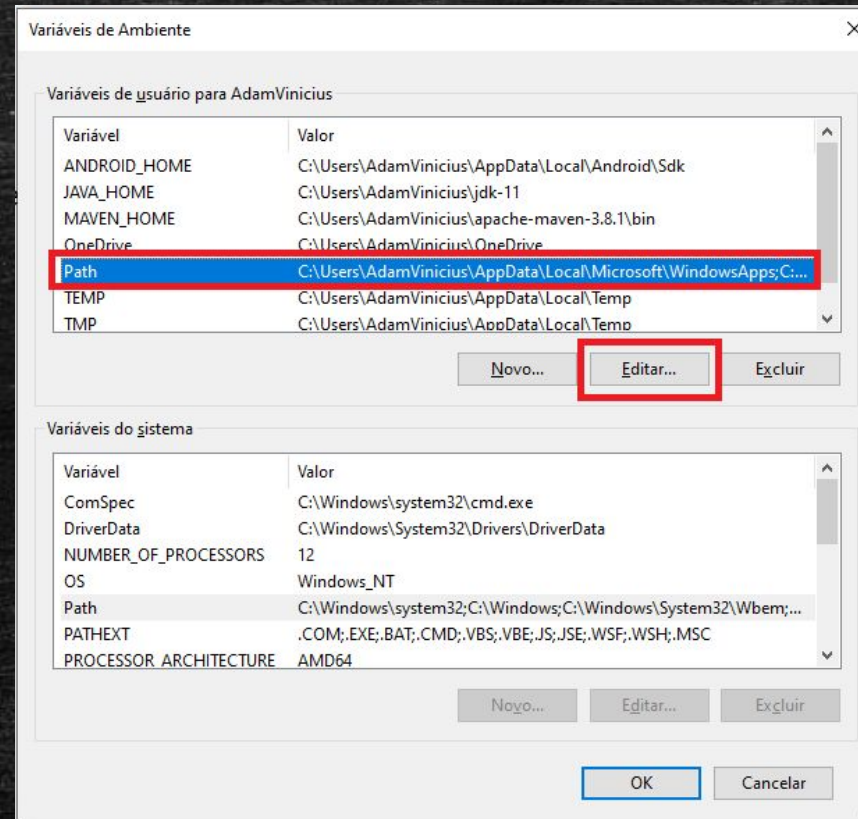 Variáveis de Ambiente
Variáveis de usuário para AdamVinicius
Variável Valor
ANDROID_HOME C:\Users\AdamVinicius\AppData\Local\Android\Sdk
JAVA_HOME C:\Users\AdamVinicius\jdk-11
MAVEN_HOME C:\Users\AdamVinicius\apache-maven-3.8.1\bin
OneDrive C:\Users\AdamVinicius\OneDrive
Path C:\Users\AdamVinicius\AppData\Local\Microsoft\WindowsApps;C:...
TEMP C:\Users\AdamVinicius\AppData\Local\Temp
TMP C:\Users\AdamVinicius\AppData\Local\Temp
Novo... Editar... Excluir
Variáveis do sistema
Variável Valor
ComSpec C:\Windows\system32\cmd.exe
DriverData C:\Windows\System32\Drivers\DriverData
NUMBER_OF_PROCESSORS 12
OS Windows_NT
Path C:\Windows\system32;C:\Windows;C:\Windows\System32\Wbem;...
PATHEXT .COM;.EXE;.BAT;.CMD;.VBS;.VBE;.JS;.JSE;.WSF;.WSH;.MSC
PROCESSOR_ARCHITECTURE AMD64
Novo... Editar... Excluir
OK Cancelar